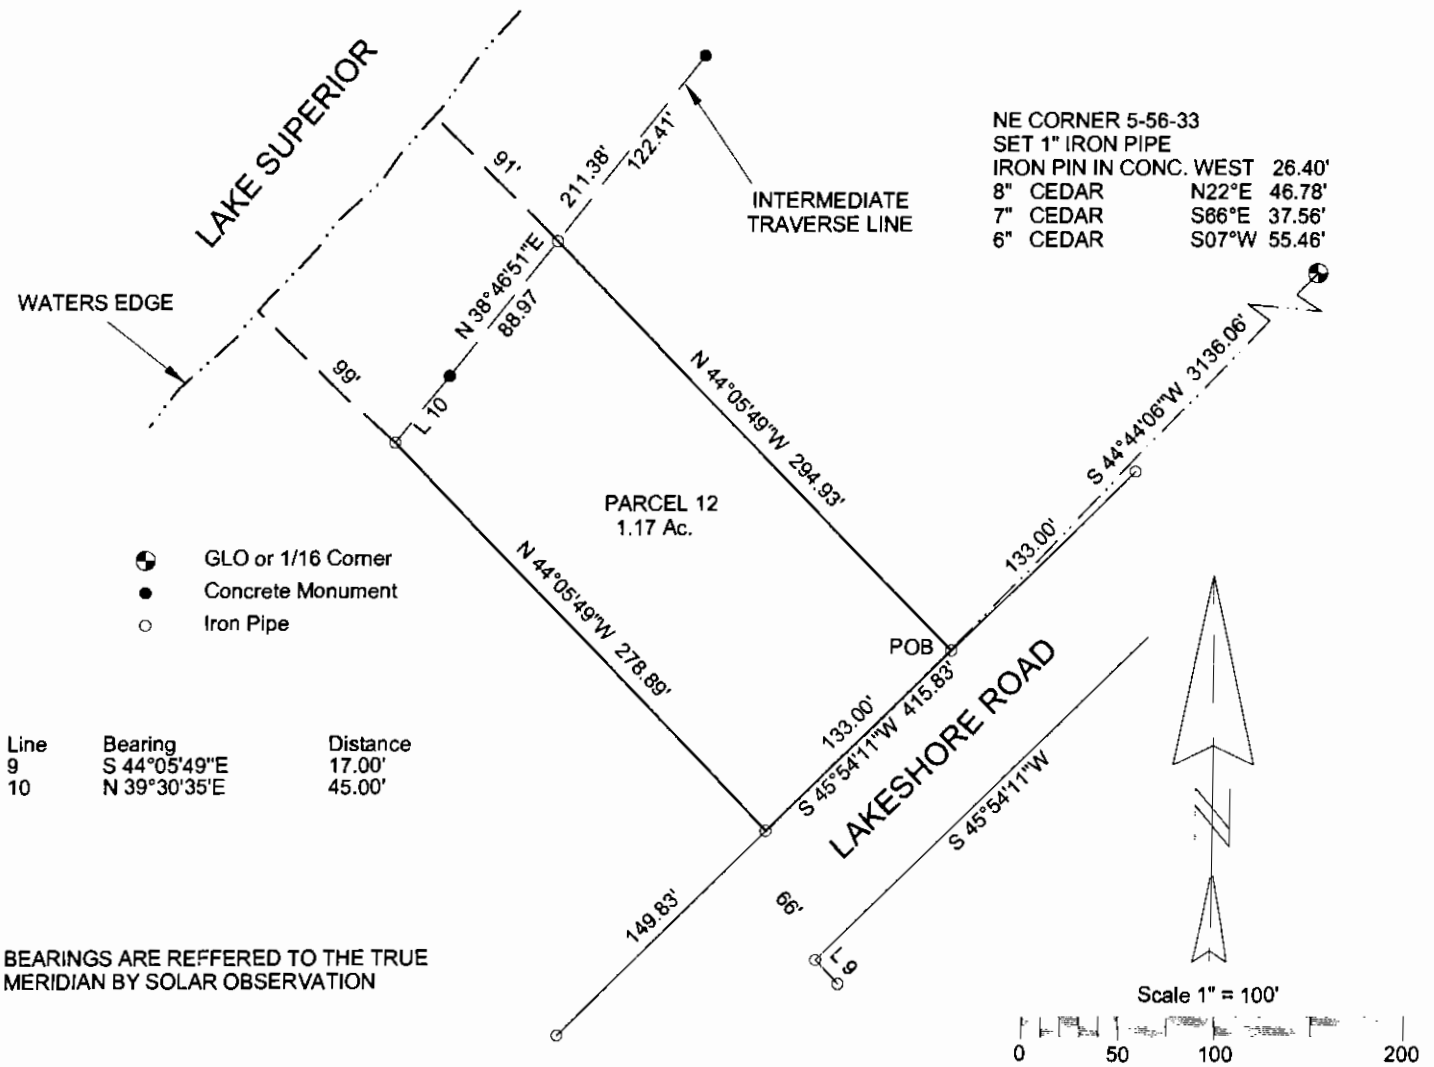 LAKE SUPERIOR
91'
211.38'
122.41'
INTERMEDIATE
TRAVERSE LINE
NE CORNER 5-56-33
SET 1" IRON PIPE
IRON PIN IN CONC. WEST 26.40'
8" CEDAR N22°E 46.78'
7" CEDAR S66°E 37.56'
6" CEDAR S07°W 55.46'
WATERS EDGE
N 38°46'51"E
88.97
99'
L 10
N 44°05'49"W 294.93'
S 44°44'06"W 3136.06'
PARCEL 12
1.17 Ac.
133.00'
GLO or 1/16 Corner
Concrete Monument
Iron Pipe
N 44°05'49"W 278.89'
POB
133.00'
S 45°54'11"W 415.83'
LAKESHORE ROAD
S 45°54'11"W
Line Bearing Distance
9 S 44°05'49"E 17.00'
10 N 39°30'35'E 45.00'
66'
149.83'
L 9
BEARINGS ARE REFFERED TO THE TRUE
MERIDIAN BY SOLAR OBSERVATION
Scale 1" = 100'
0 50 100 200